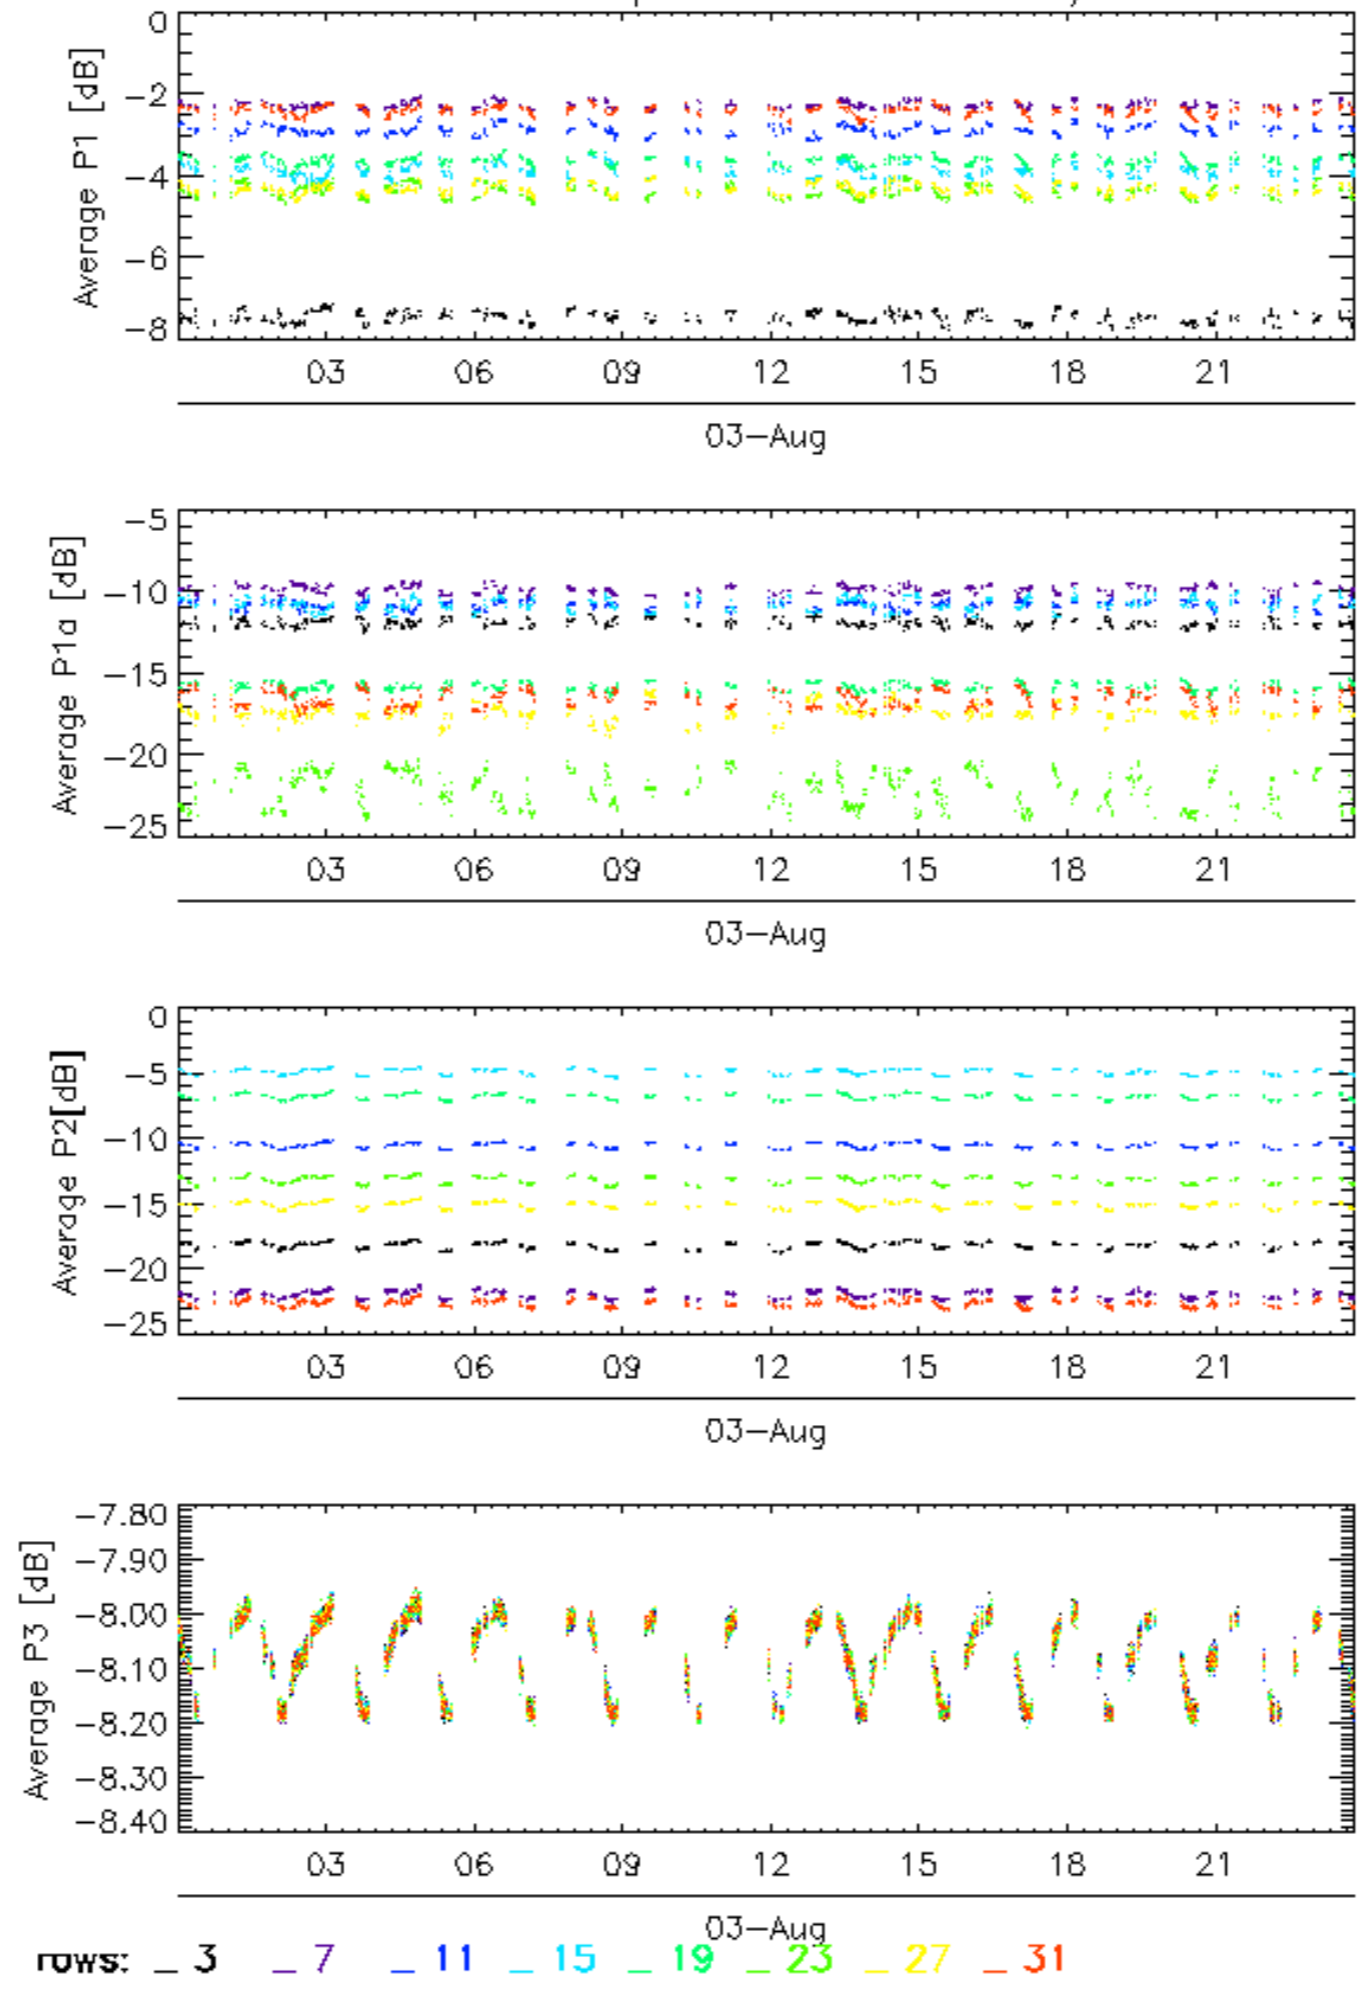 0
-2
-4
-6
-8
Average P1 [dB]
03 06 09 12 15 18 21
03-Aug
-5
-10
-15
-20
-25
Average P1a [dB]
03 06 09 12 15 18 21
03-Aug
0
-5
-10
-15
-20
-25
Average P2[dB]
03 06 09 12 15 18 21
03-Aug
-7.80
-7.90
-8.00
-8.10
-8.20
-8.30
-8.40
Average P3 [dB]
03 06 09 12 15 18 21
03-Aug
rows: _ 3 _ 7 _ 11 _ 15 _ 19 _ 23 _ 27 _ 31